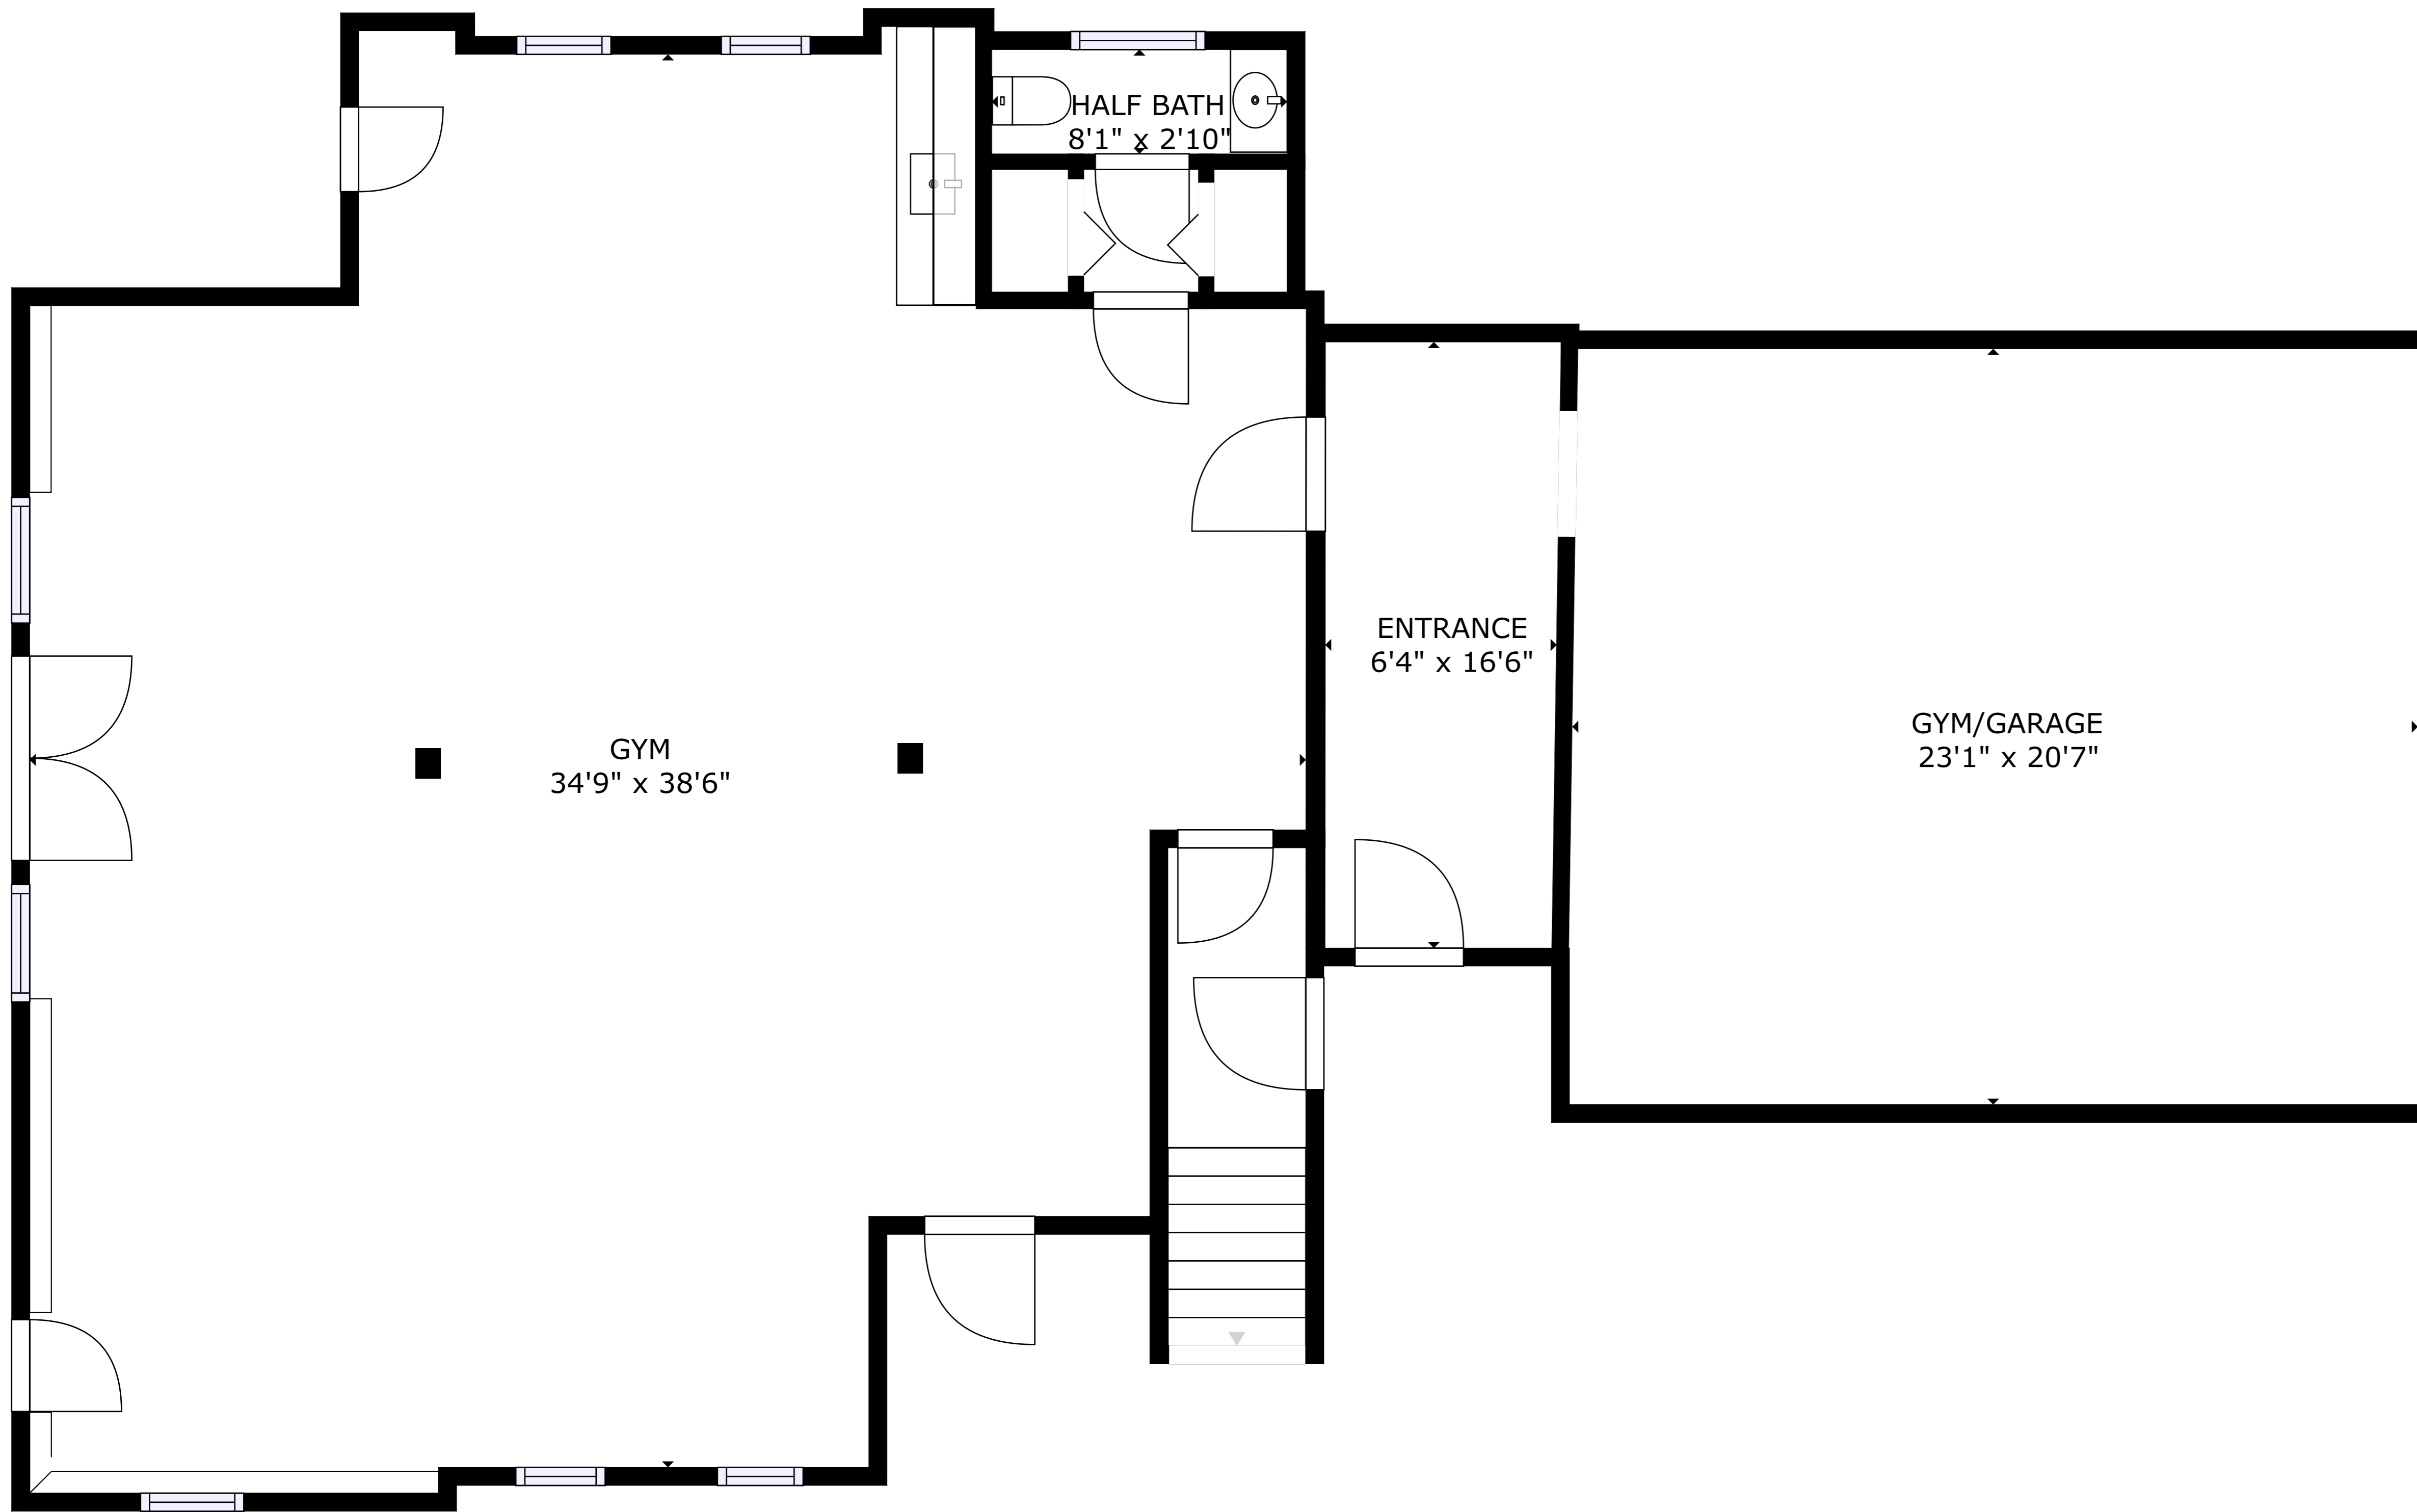 HALF BATH
8'1" x 2'10"
ENTRANCE
6'4" x 16'6"
GYM/GARAGE
23'1" x 20'7"
GYM
34'9" x 38'6"